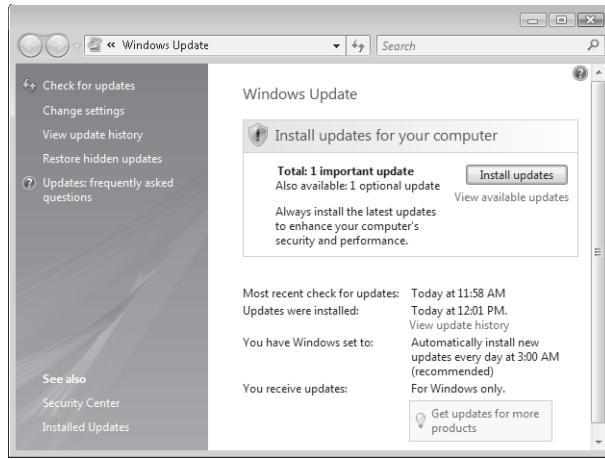 « Windows Update
Search
Check for updates
Change settings
View update history
Restore hidden updates
Updates: frequently asked
questions
See also
Security Center
Installed Updates
Windows Update
Install updates for your computer
Total: 1 important update
Also available: 1 optional update
Always install the latest updates
to enhance your computer's
security and performance.
Install updates
View available updates
Most recent check for updates: Today at 11:58 AM
Updates were installed: Today at 12:01 PM.
View update history
You have Windows set to: Automatically install new
updates every day at 3:00 AM
(recommended)
You receive updates: For Windows only.
Get updates for more
products